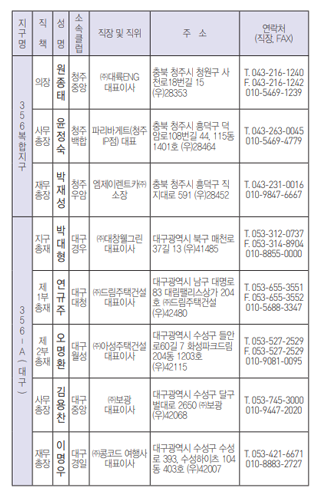 지구명 직책 성명 소속클럽 직장 및 직위 주 소 연락처
(직장, FAX)
356복합지구
의장 원종태 청주중앙 ㈜대륙ENG
대표이사
충북 청주시 청원구 사
천로18번길 15
(우)28353
T. 043-216-1240
F. 043-216-1242
010-5469-1239
사무총장 윤정숙 청주백합 파리바게트(청주
IP점) 대표
충북 청주시 흥덕구 덕
암로108번길 44, 115동
1401호 (우)28464
T. 043-263-0045
010-5469-4779
재무총장 박재성 청주우암 엠제이렌트카㈜
소장
충북 청주시 흥덕구 직
지대로 591 (우)28452
T. 043-231-0016
010-9847-6667
356-A(대구)
지구총재 박대형 대구경우 ㈜대창웰그린
대표이사
대구광역시 북구 매천로
37길 13 (우)41485
T. 053-312-0737
F. 053-314-8904
010-8855-0000
제1부총재 연규주 대구대청 ㈜드림주택건설
대표이사
대구광역시 남구 대명로
83 대림팰리스상가 204
호 ㈜드림주택건설
(우)42480
T. 053-655-3551
F. 053-655-3552
010-5688-3347
제2부총재 오명환 대구월성 ㈜아성주택건설
대표이사
대구광역시 수성구 들안
로60길 7 화성파크드림
204동 1203호
(우)42115
T. 053-527-2529
F. 053-527-2529
010-9081-0095
사무총장 김용찬 대구중앙 ㈜보광
대표이사
대구광역시 수성구 달구
벌대로 2650 ㈜보광
(우)42068
T. 053-745-3000
010-9447-2020
재무총장 이명우 대구경일 ㈜콩코드 여행사
대표이사
대구광역시 수성구 수성
로 393, 수성하이츠 104
동 403호 (우)42007
T. 053-421-6671
010-8883-2727